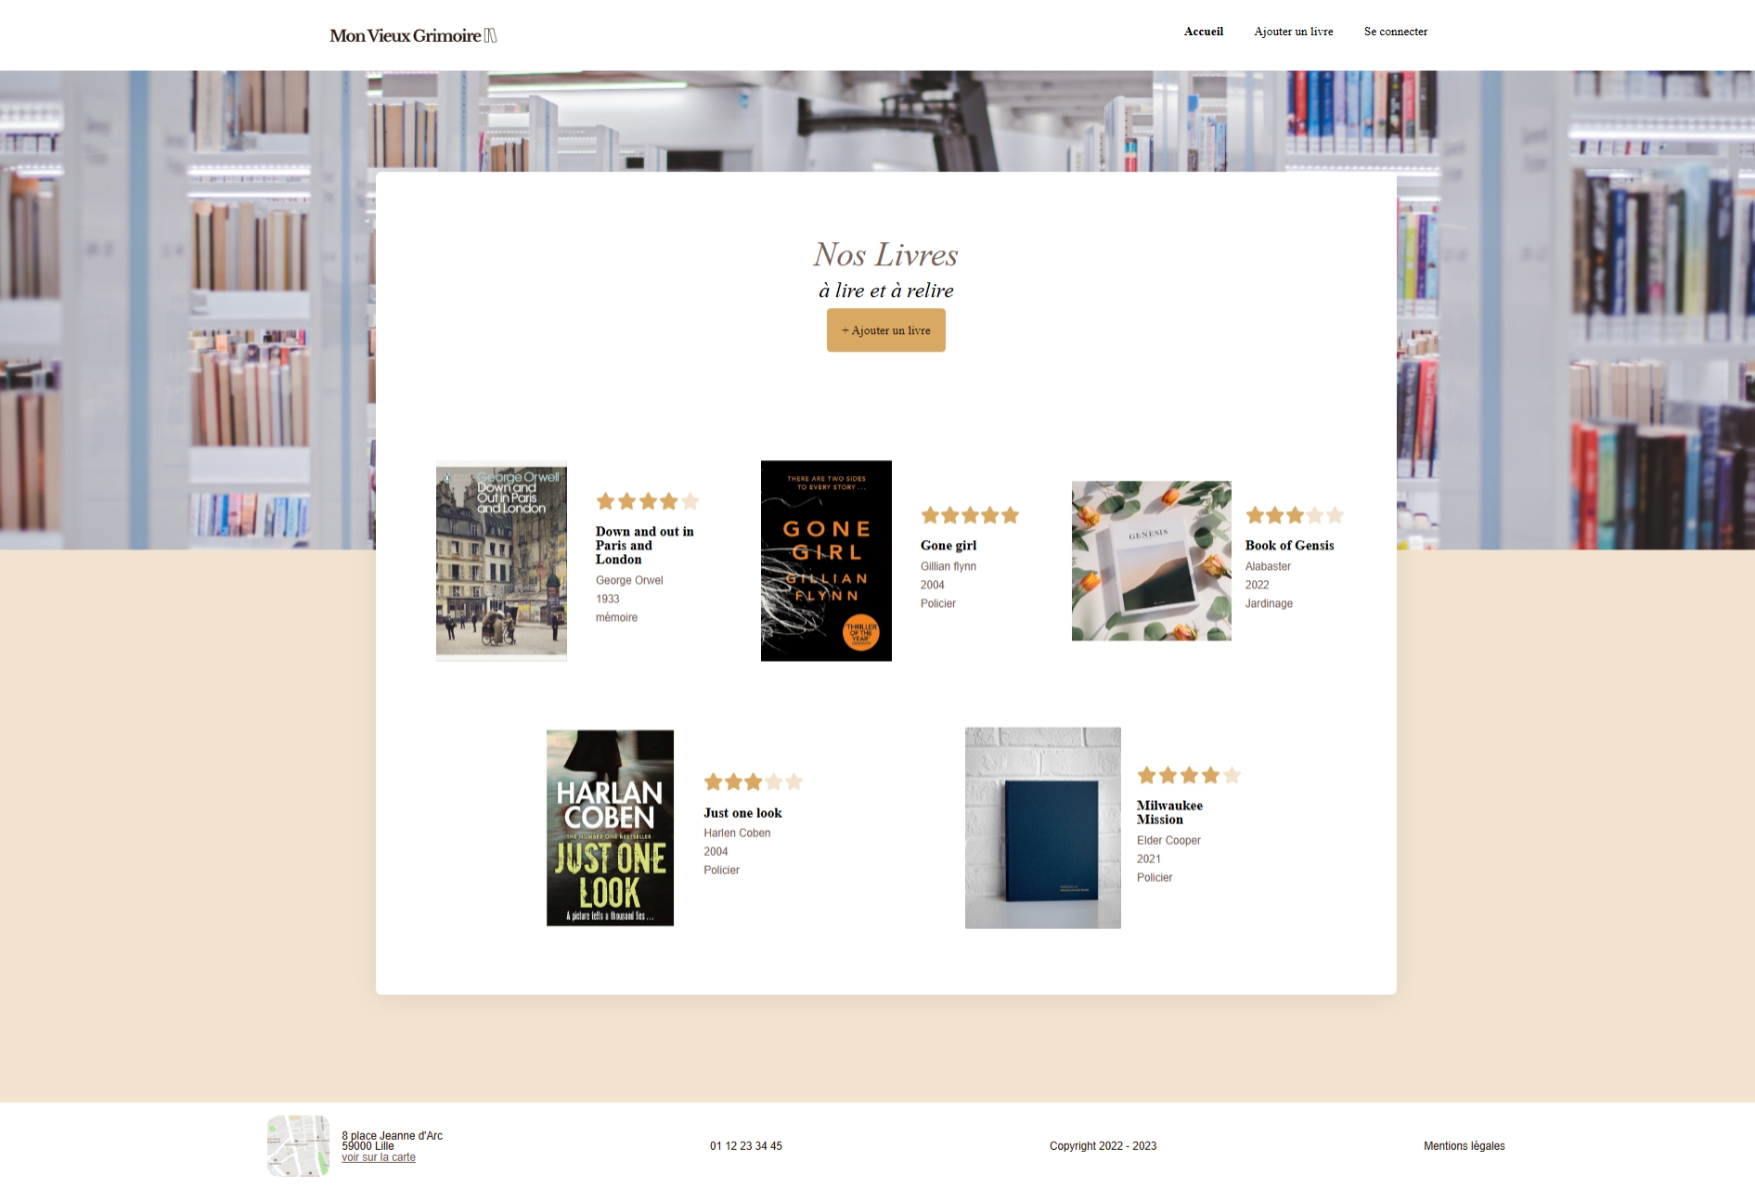 Mon Vieux Grimoire
Accueil
Ajouter un livre
Se connecter
Nos Livres
à lire et à relire
+ Ajouter un livre
George Orwell
Down and
Out in Paris
and London
Down and out in
Paris and
London
George Orwel
1933
mémoire
THERE ARE TWO SIDES
TO EVERY STORY...
GONE
GIRL
GILLIAN
FLYNN
THRILLER
OF THE
YEAR
Gone girl
Gillian flynn
2004
Policier
GENESIS
Book of Gensis
Alabaster
2022
Jardinage
HARLAN
COBEN
THE NUMBER ONE BESTSELLER
JUST ONE
LOOK
A picture tells a thousand lies ...
Just one look
Harlen Coben
2004
Policier
Milwaukee
Mission
Elder Cooper
2021
Policier
8 place Jeanne d'Arc
59000 Lille
voir sur la carte
01 12 23 34 45
Copyright 2022 - 2023
Mentions légales